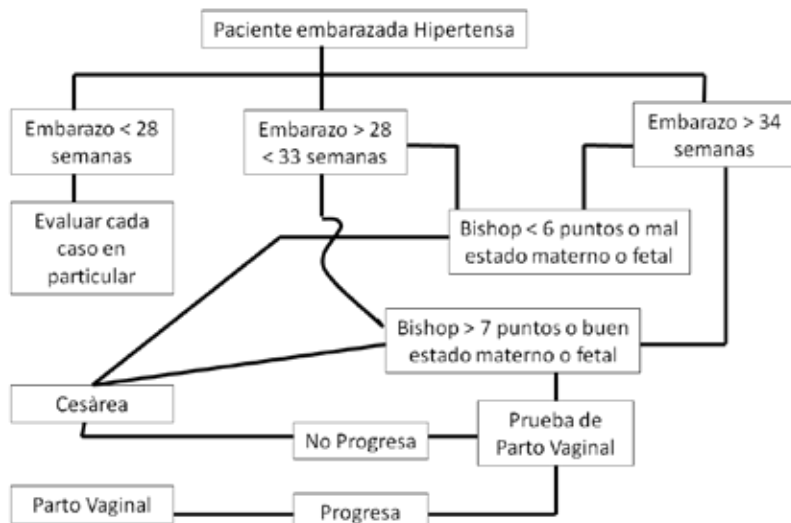 Paciente embarazada Hipertensa
Embarazo < 28
semanas
Embarazo > 28
< 33 semanas
Embarazo > 34
semanas
Evaluar cada
caso en
particular
Bishop < 6 puntos o mal
estado materno o fetal
Bishop > 7 puntos o buen
estado materno o fetal
Cesàrea
Prueba de
Parto Vaginal
No Progresa
Parto Vaginal
Progresa